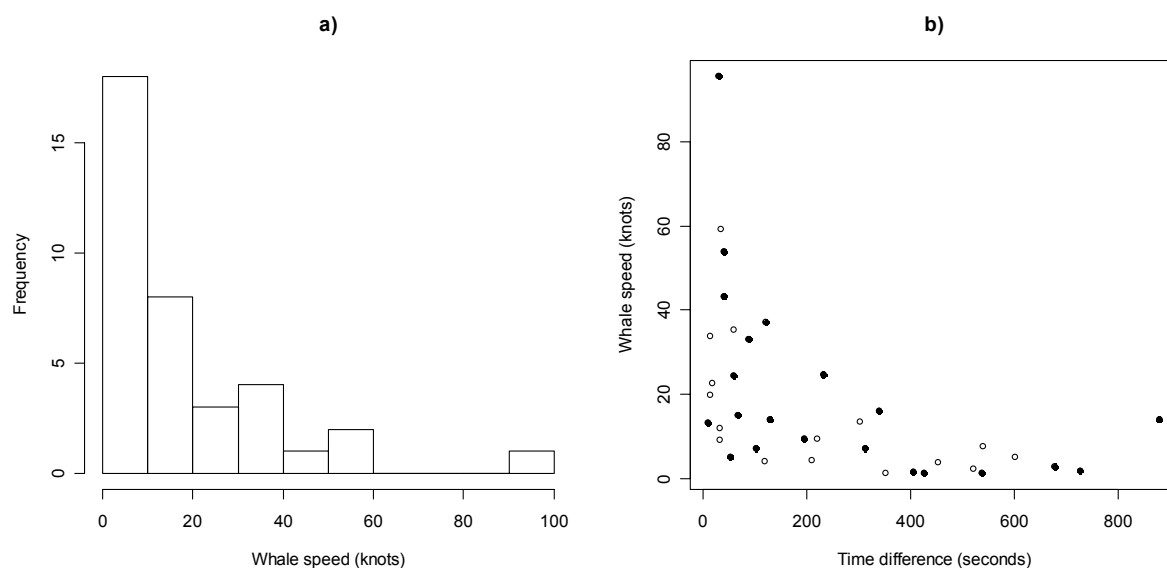 a)
Frequency
15
10
5
0
0 20 40 60 80 100
Whale speed (knots)
b)
Whale speed (knots)
80
60
40
20
0
0 200 400 600 800
Time difference (seconds)